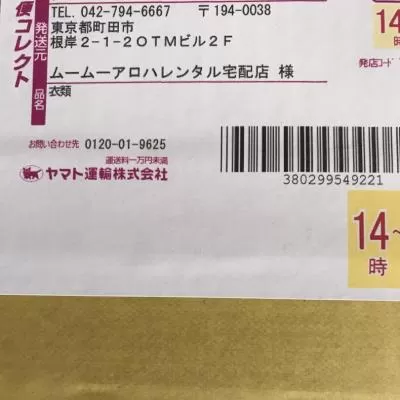 便コレクト
発送元
TEL. 042-794-6667 〒194-0038
東京都町田市
根岸2-1-2OTMビル2F
ムームーアロハレンタル宅配店 様
品名
衣類
14
発店コード
お問い合わせ先 0120-01-9625
運送料一万円未満
ヤマト運輸株式会社
380299549221
14~
時